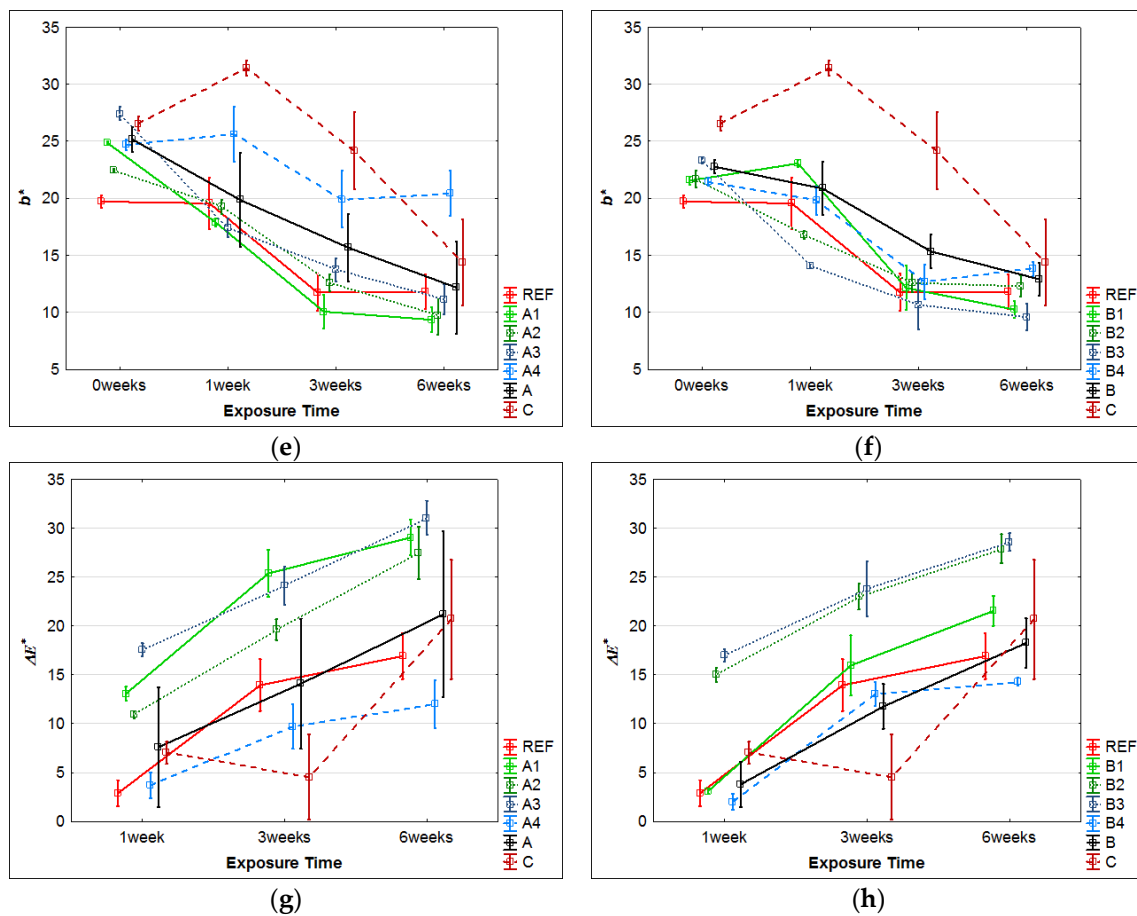 35
30
25
20
15
10
5
b*
0weeks
1week
3weeks
6weeks
Exposure Time
REF
A1
A2
A3
A4
A
C
(e)
35
30
25
20
15
10
5
b*
0weeks
1week
3weeks
6weeks
Exposure Time
REF
B1
B2
B3
B4
B
C
(f)
35
30
25
20
15
10
5
0
ΔE*
1week
3weeks
6weeks
Exposure Time
REF
A1
A2
A3
A4
A
C
(g)
35
30
25
20
15
10
5
0
ΔE*
1week
3weeks
6weeks
Exposure Time
REF
B1
B2
B3
B4
B
C
(h)